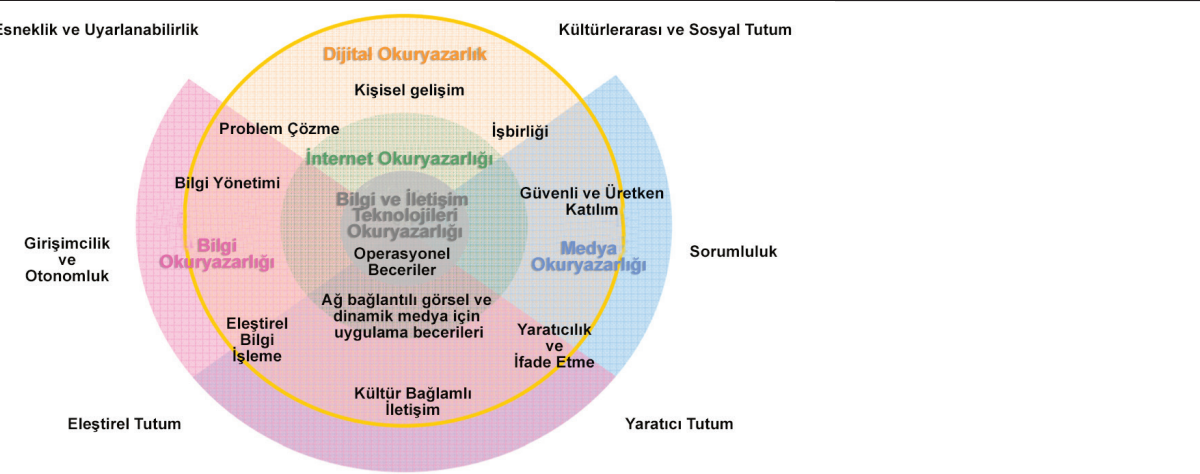 Esneklik ve Uyarlanabilirlik
Kültürlerarası ve Sosyal Tutum
Dijital Okuryazarlık
Kişisel gelişim
Problem Çözme
İşbirliği
İnternet Okuryazarlığı
Bilgi Yönetimi
Güvenli ve Üretken
Katılım
Bilgi ve İletişim
Teknolojileri
Okuryazarlığı
Operasyonel
Beceriler
Girişimcilik
ve
Otonomluk
Bilgi
Okuryazarlığı
Medya
Okuryazarlığı
Sorumluluk
Ağ bağlantılı görsel ve
dinamik medya için
uygulama becerileri
Eleştirel
Bilgi
İşleme
Yaratıcılık
ve
İfade Etme
Kültür Bağlamlı
İletişim
Eleştirel Tutum
Yaratıcı Tutum